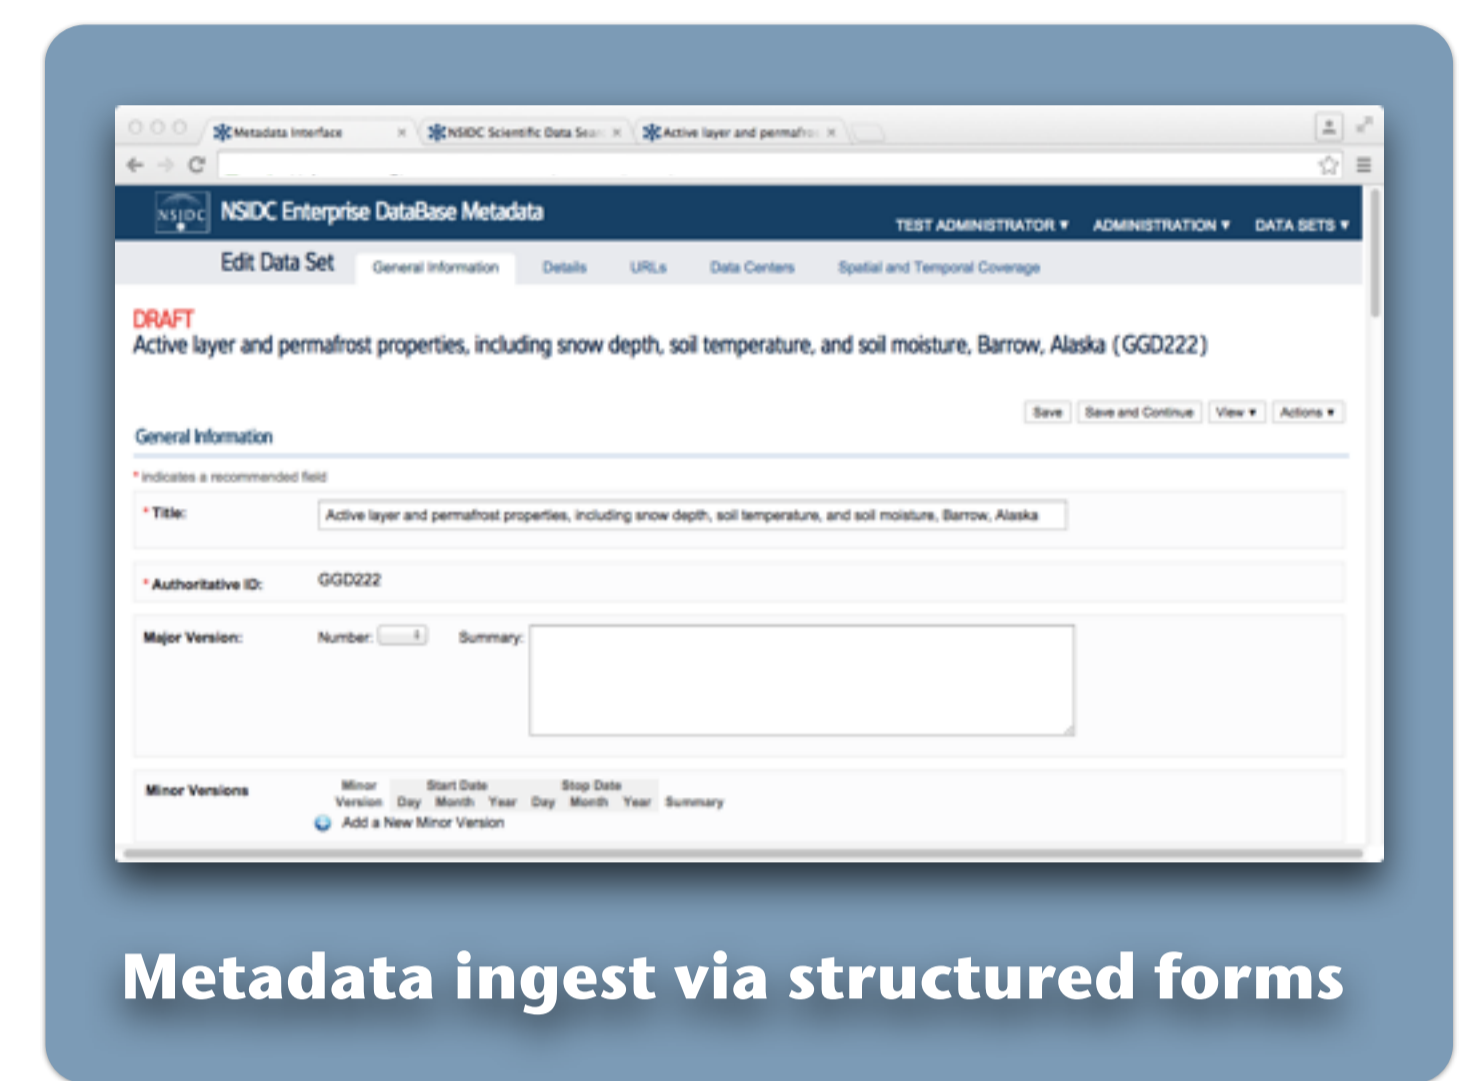 Metadata Interface
NSIDC Scientific Data Sear
Active layer and permafros
NSIDC
NSIDC Enterprise DataBase Metadata
TEST ADMINISTRATOR ▼ ADMINISTRATION ▼ DATA SETS ▼
Edit Data Set General Information Details URLs Data Centers Spatial and Temporal Coverage
DRAFT
Active layer and permafrost properties, including snow depth, soil temperature, and soil moisture, Barrow, Alaska (GGD222)
Save Save and Continue View ▼ Actions ▼
General Information
* indicates a recommended field
* Title: Active layer and permafrost properties, including snow depth, soil temperature, and soil moisture, Barrow, Alaska
* Authoritative ID: GGD222
Major Version: Number: Summary:
Minor Versions Minor Start Date Stop Date
Version Day Month Year Day Month Year Summary
Add a New Minor Version
Metadata ingest via structured forms